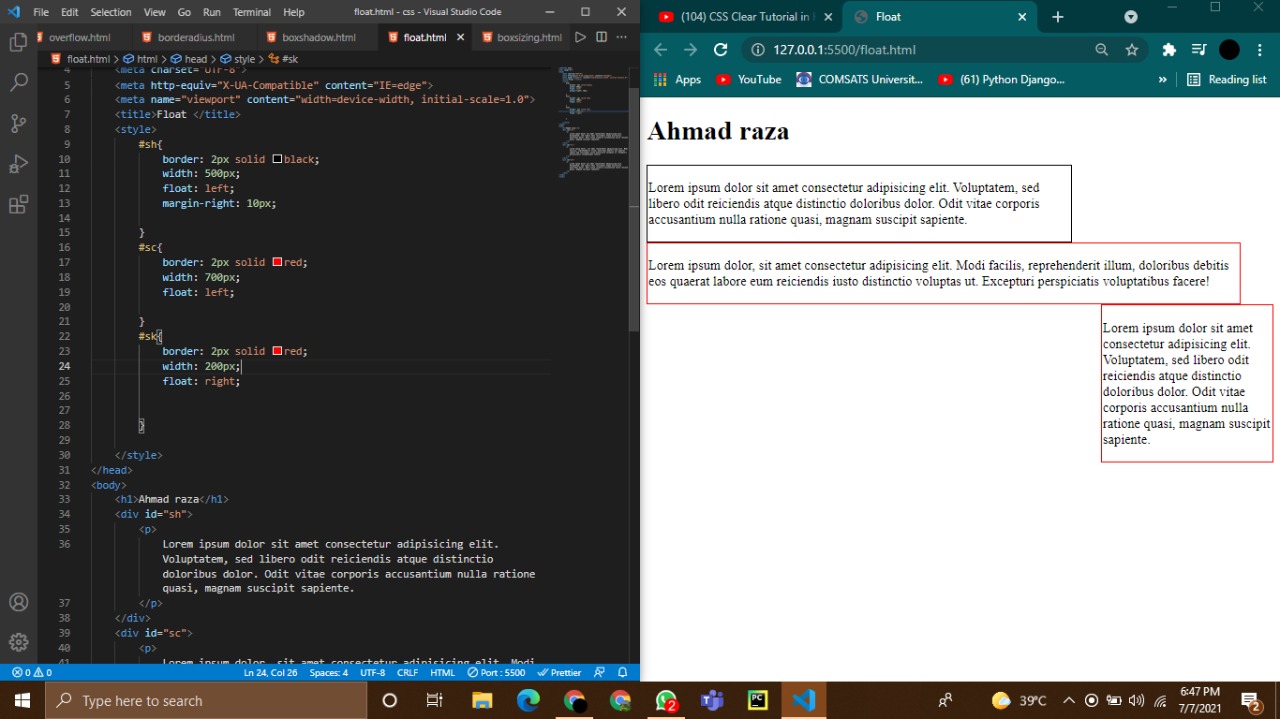 File Edit Selection View Go Run Terminal Help float.html - css - Visual Studio Code
overflow.html borderadius.html boxshadow.html float.html boxsizing.html
float.html > html > head > style > #sk
4 <meta charset="UTF-8">
5 <meta http-equiv="X-UA-Compatible" content="IE=edge">
6 <meta name="viewport" content="width=device-width, initial-scale=1.0">
7 <title>Float </title>
8 <style>
9 #sh{
10 border: 2px solid black;
11 width: 500px;
12 float: left;
13 margin-right: 10px;
14
15 }
16 #sc{
17 border: 2px solid red;
18 width: 700px;
19 float: left;
20
21 }
22 #sk{
23 border: 2px solid red;
24 width: 200px;
25 float: right;
26
27
28 }
29
30 </style>
31 </head>
32 <body>
33 <h1>Ahmad raza</h1>
34 <div id="sh">
35 <p>
36 Lorem ipsum dolor sit amet consectetur adipisicing elit.
Voluptatem, sed libero odit reiciendis atque distinctio
doloribus dolor. Odit vitae corporis accusantium nulla ratione
quasi, magnam suscipit sapiente.
37 </p>
38 </div>
39 <div id="sc">
40 <p>
41 Lorem ipsum dolor, sit amet consectetur adipisicing elit. Modi
0 0 Ln 24, Col 26 Spaces: 4 UTF-8 CRLF HTML Port : 5500 Prettier
(104) CSS Clear Tutorial in Float
127.0.0.1:5500/float.html
Apps YouTube COMSATS Universit... (61) Python Django... » Reading list
Ahmad raza
Lorem ipsum dolor sit amet consectetur adipisicing elit. Voluptatem, sed
libero odit reiciendis atque distinctio doloribus dolor. Odit vitae corporis
accusantium nulla ratione quasi, magnam suscipit sapiente.
Lorem ipsum dolor, sit amet consectetur adipisicing elit. Modi facilis, reprehenderit illum, doloribus debitis
eos quaerat labore eum reiciendis iusto distinctio voluptas ut. Excepturi perspiciatis voluptatibus facere!
Lorem ipsum dolor sit amet
consectetur adipisicing elit.
Voluptatem, sed libero odit
reiciendis atque distinctio
doloribus dolor. Odit vitae
corporis accusantium nulla
ratione quasi, magnam suscipit
sapiente.
Type here to search
2
PC
39°C
6:47 PM
7/7/2021
2